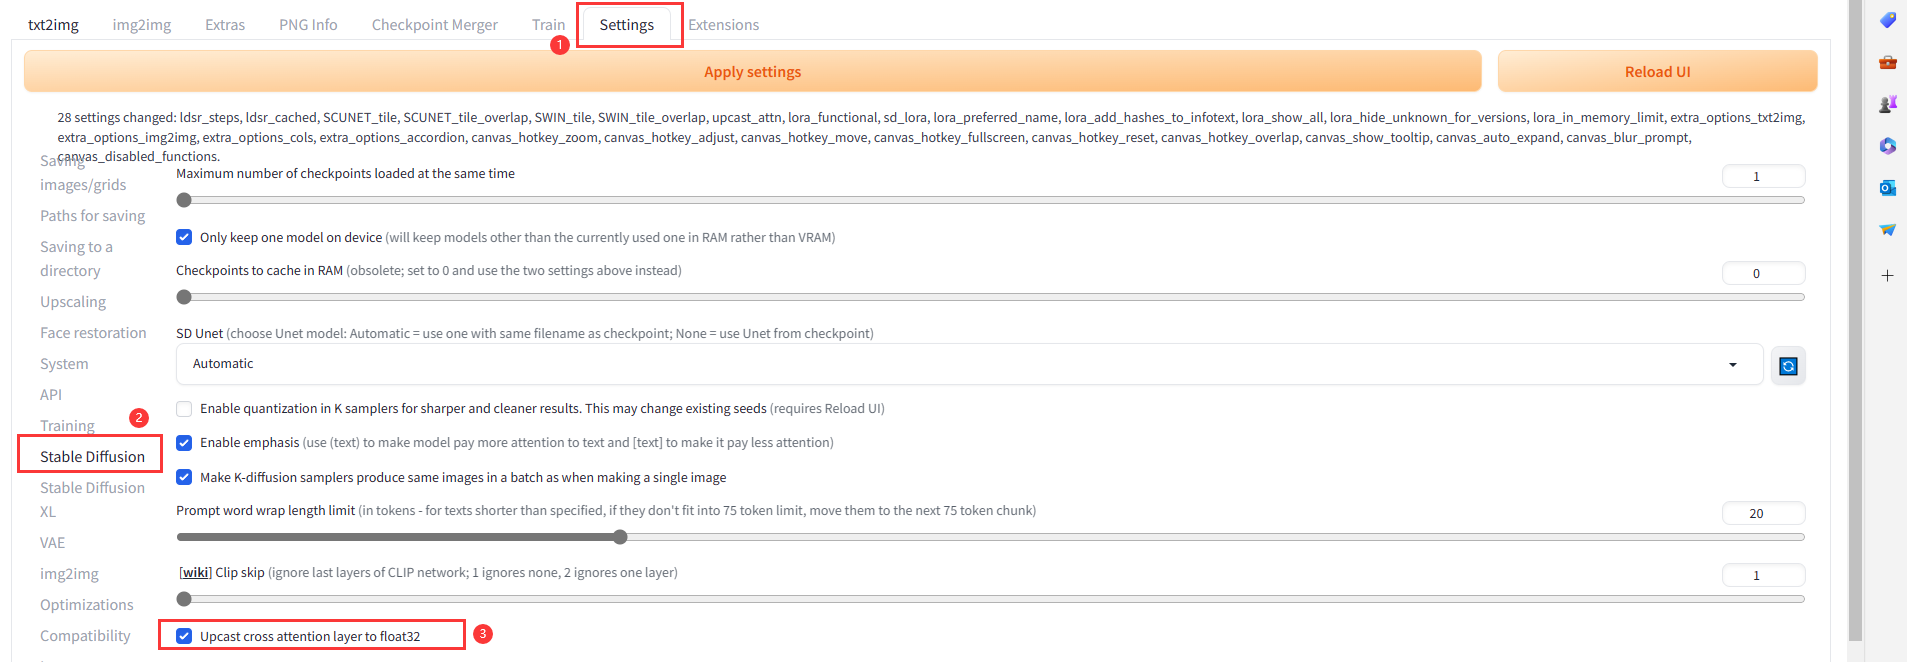 txt2img img2img Extras PNG Info Checkpoint Merger Train Settings Extensions
1
Apply settings Reload UI
28 settings changed: ldsr_steps, ldsr_cached, SCUNET_tile, SCUNET_tile_overlap, SWIN_tile, SWIN_tile_overlap, upcast_attn, lora_functional, sd_lora, lora_preferred_name, lora_add_hashes_to_infotext, lora_show_all, lora_hide_unknown_for_versions, lora_in_memory_limit, extra_options_txt2img,
extra_options_img2img, extra_options_cols, extra_options_accordion, canvas_hotkey_zoom, canvas_hotkey_adjust, canvas_hotkey_move, canvas_hotkey_fullscreen, canvas_hotkey_reset, canvas_hotkey_overlap, canvas_show_tooltip, canvas_auto_expand, canvas_blur_prompt,
canvas_disabled_functions.
Saving
images/grids
Paths for saving
Saving to a
directory
Upscaling
Face restoration
System
API
Training
2
Stable Diffusion
Stable Diffusion
XL
VAE
img2img
Optimizations
Compatibility
Maximum number of checkpoints loaded at the same time 1
Only keep one model on device (will keep models other than the currently used one in RAM rather than VRAM)
Checkpoints to cache in RAM (obsolete; set to 0 and use the two settings above instead) 0
SD Unet (choose Unet model: Automatic = use one with same filename as checkpoint; None = use Unet from checkpoint)
Automatic
Enable quantization in K samplers for sharper and cleaner results. This may change existing seeds (requires Reload UI)
Enable emphasis (use (text) to make model pay more attention to text and [text] to make it pay less attention)
Make K-diffusion samplers produce same images in a batch as when making a single image
Prompt word wrap length limit (in tokens - for texts shorter than specified, if they don't fit into 75 token limit, move them to the next 75 token chunk) 20
[wiki] Clip skip (ignore last layers of CLIP network; 1 ignores none, 2 ignores one layer) 1
Upcast cross attention layer to float32 3